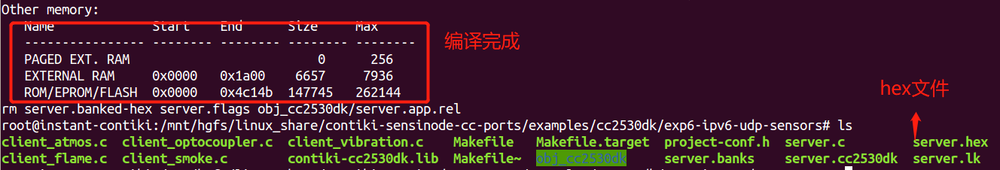 Other memory:
Name Start End Size Max
---------------- -------- -------- -------- --------
PAGED EXT. RAM 0 256
EXTERNAL RAM 0x0000 0x1a00 6657 7936
ROM/EPROM/FLASH 0x0000 0x4c14b 147745 262144
编译完成
hex文件
rm server.banked-hex server.flags obj_cc2530dk/server.app.rel
root@instant-contiki:/mnt/hgfs/linux_share/contiki-sensinode-cc-ports/examples/cc2530dk/exp6-ipv6-udp-sensors# ls
client_atmos.c client_optocoupler.c client_vibration.c Makefile Makefile.target project-conf.h server.c server.hex
client_flame.c client_smoke.c contiki-cc2530dk.lib Makefile~ obj_cc2530dk server.banks server.cc2530dk server.lk